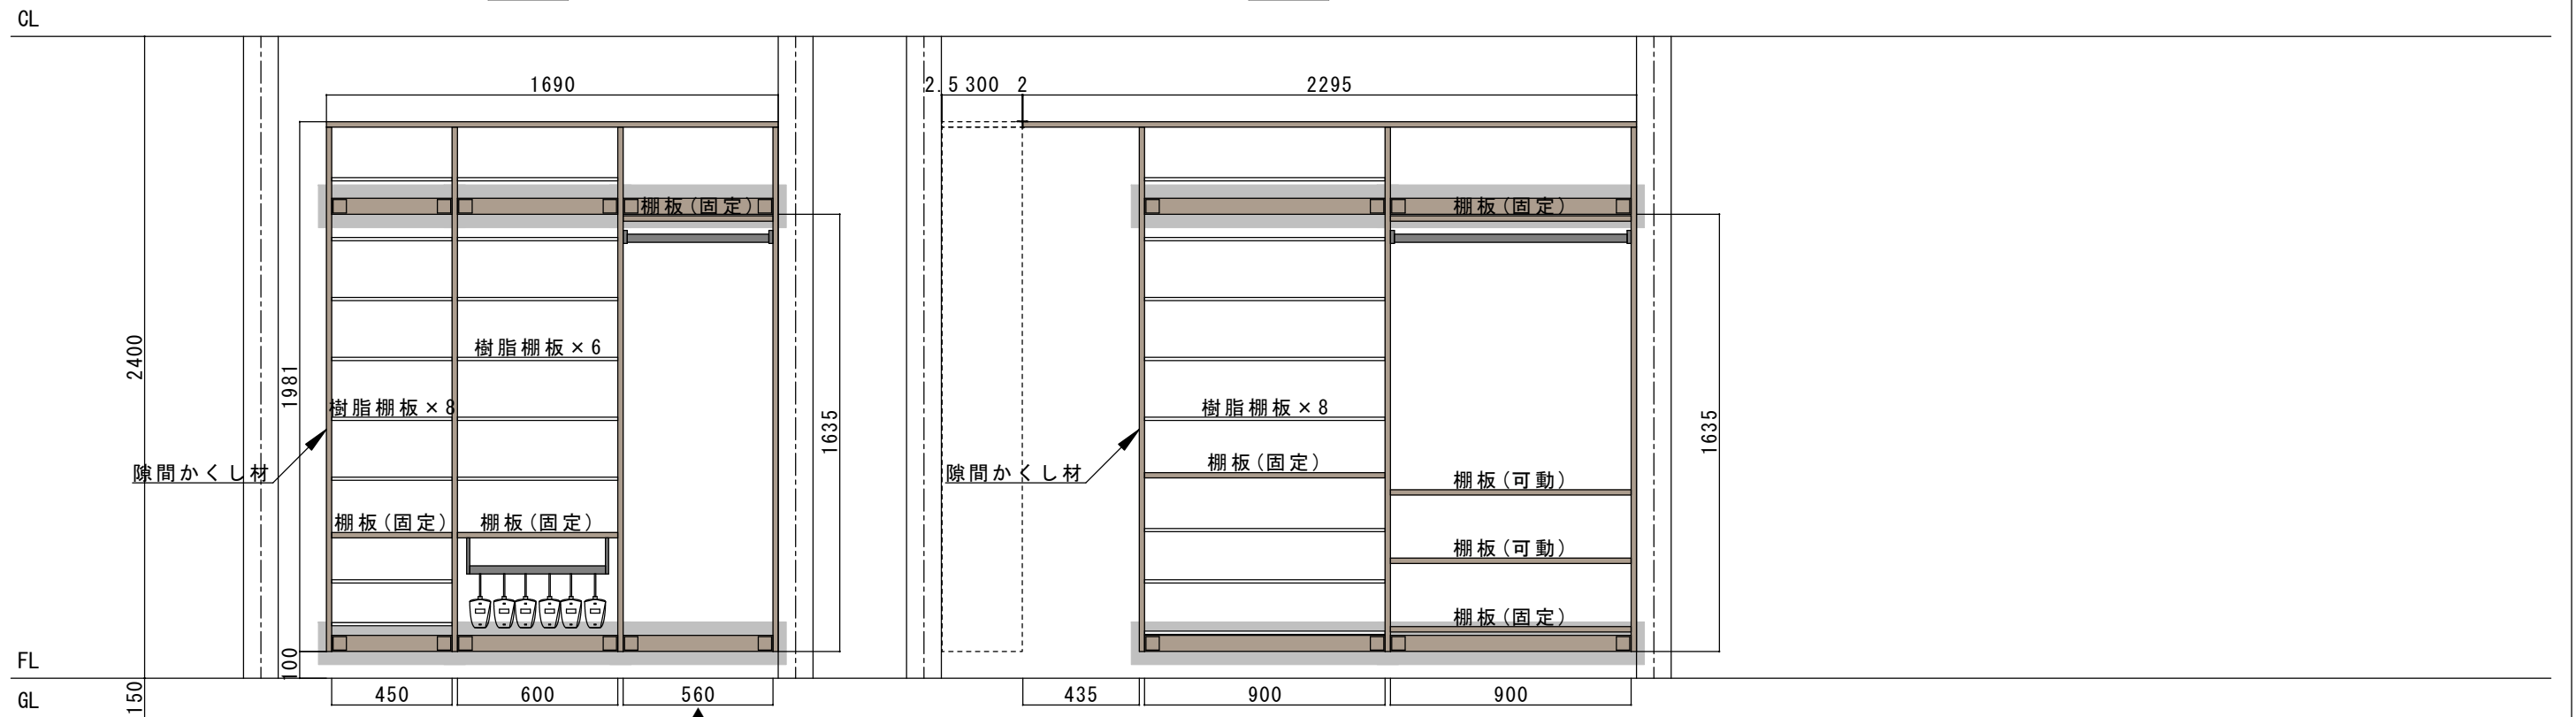 CL
1690
2.5 300 2
2295
棚板(固定)
棚板(固定)
2400
1981
樹脂棚板×6
樹脂棚板×8
1635
樹脂棚板×8
1635
隙間かくし材
棚板(固定)
隙間かくし材
棚板(可動)
棚板(固定)
棚板(固定)
棚板(可動)
棚板(固定)
FL
100
GL
150
450
600
560
435
900
900